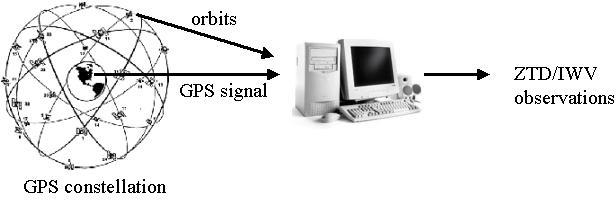 orbits
GPS signal
ZTD/IWV
observations
GPS constellation